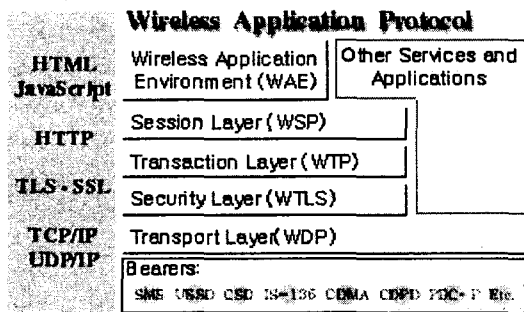 Wireless Application Protocol
HTML
JavaScript
HTTP
TLS - SSL
TCP/IP
UDP/IP
Wireless Application
Environment (WAE)
Other Services and
Applications
Session Layer (WSP)
Transaction Layer (WTP)
Security Layer (WTLS)
Transport Layer(WDP)
Bearers:
SMS USSD CSD IS-136 CDMA CDPD PDC-P Etc.